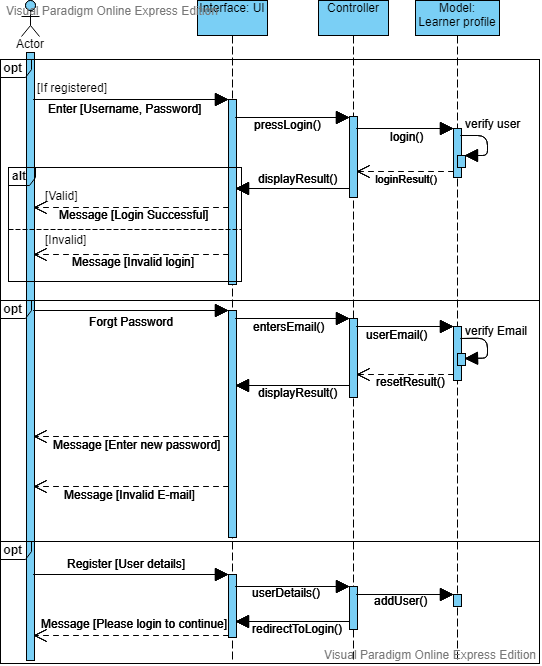 Visual Paradigm Online Express Edition
Interface: UI
Controller
Model:
Learner profile
Actor
opt
[If registered]
Enter [Username, Password]
pressLogin()
verify user
login()
loginResult()
displayResult()
alt
[Valid]
Message [Login Successful]
[Invalid]
Message [Invalid login]
opt
Forgt Password
entersEmail()
userEmail()
verify Email
resetResult()
displayResult()
Message [Enter new password]
Message [Invalid E-mail]
opt
Register [User details]
userDetails()
addUser()
Message [Please login to continue]
redirectToLogin()
Visual Paradigm Online Express Edition